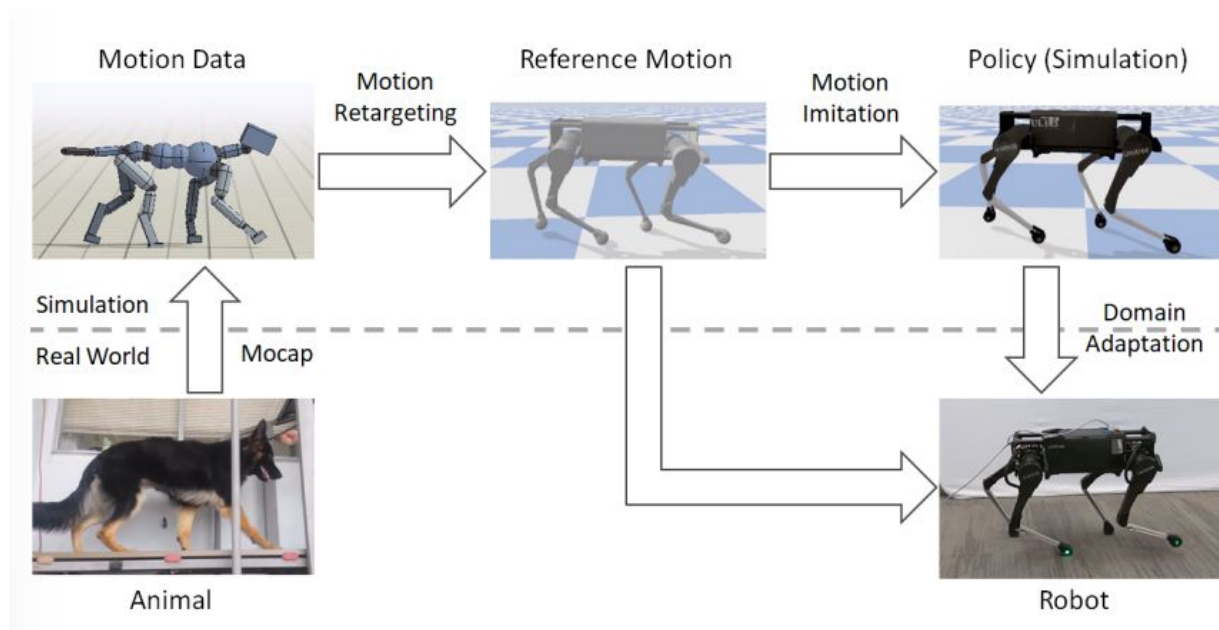 Motion Data
Motion
Retargeting
Reference Motion
Motion
Imitation
Policy (Simulation)
Simulation
Real World
Mocap
Domain
Adaptation
Animal
Robot